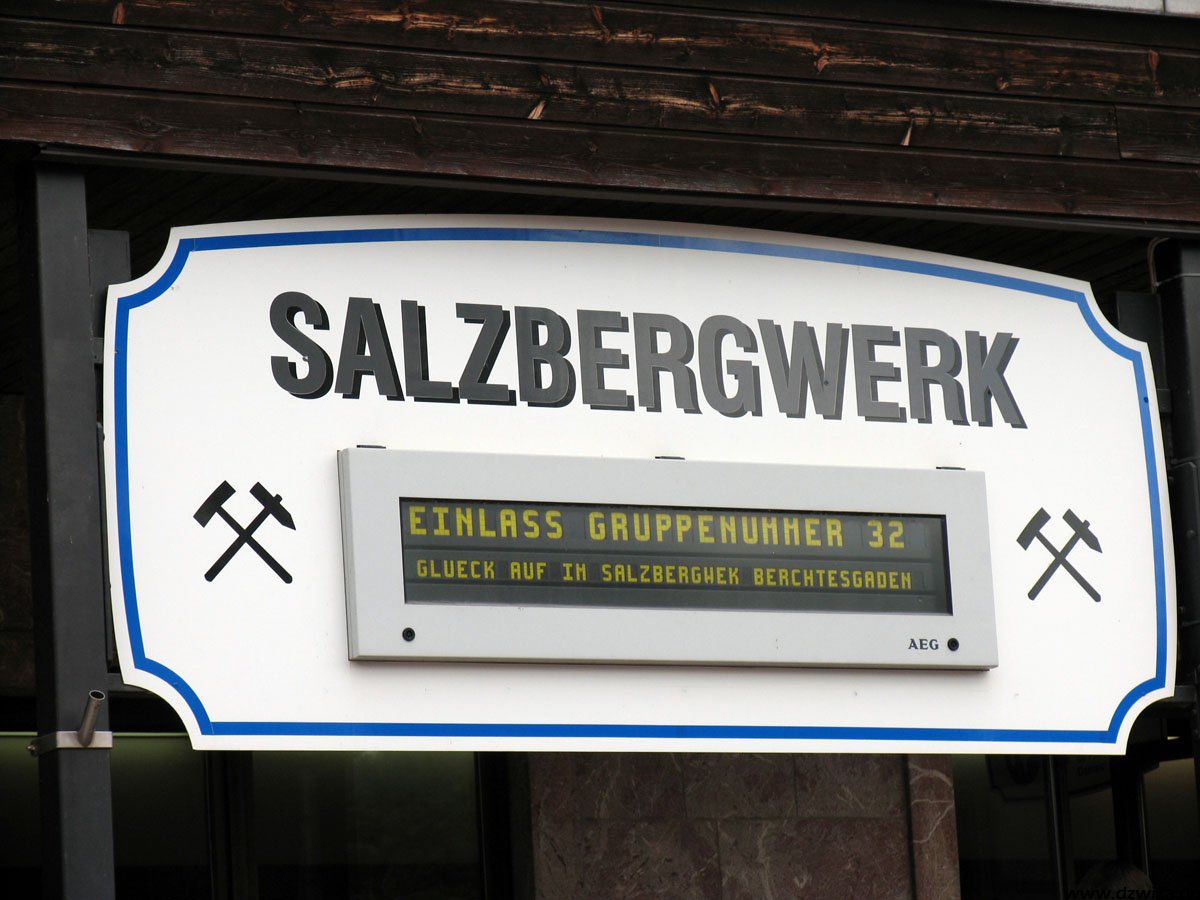 SALZBERGWERK
EINLASS GRUPPENUMMER 32
GLUECK AUF IM SALZBERGWEK BERCHTESGADEN
AEG